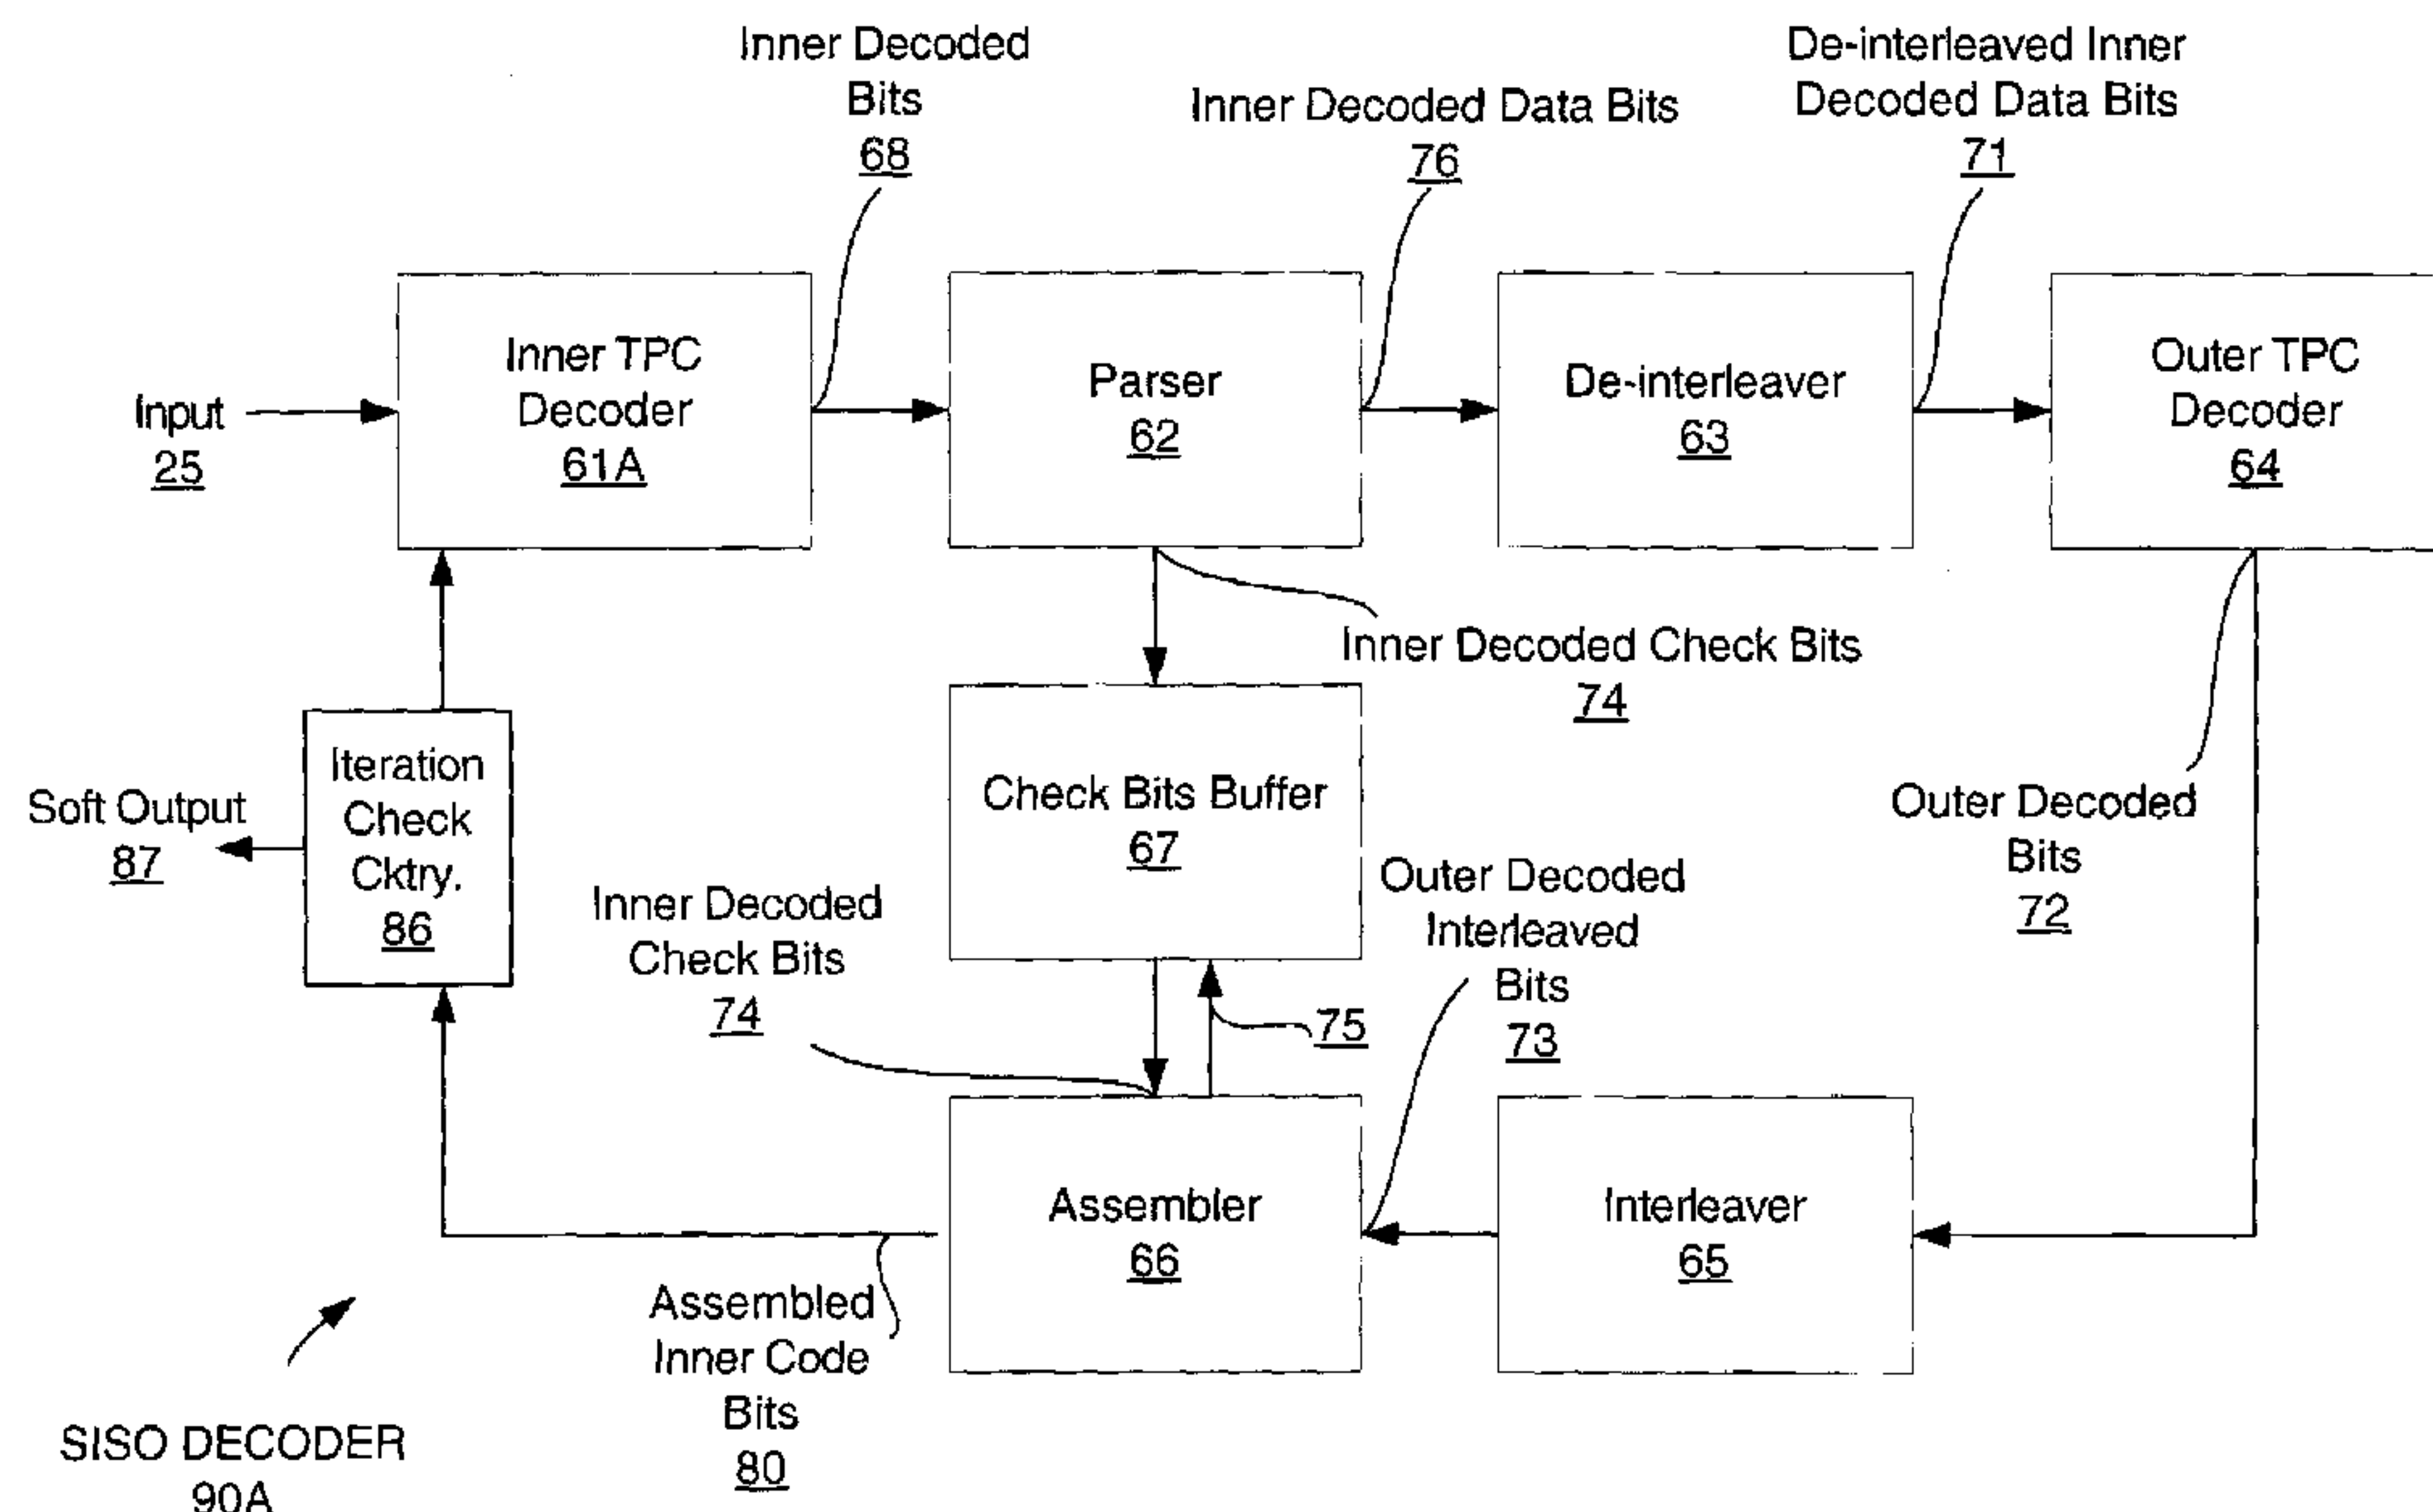 Inner Decoded
Bits
68
Inner Decoded Data Bits
76
De-interleaved Inner
Decoded Data Bits
71
Input
25
Inner TPC
Decoder
61A
Parser
62
De-interleaver
63
Outer TPC
Decoder
64
Inner Decoded Check Bits
74
Iteration
Check
Cktry.
86
Soft Output
87
Check Bits Buffer
67
Outer Decoded
Bits
72
Inner Decoded
Check Bits
74
Outer Decoded
Interleaved
Bits
73
75
Assembler
66
Interleaver
65
Assembled
Inner Code
Bits
80
SISO DECODER
90A